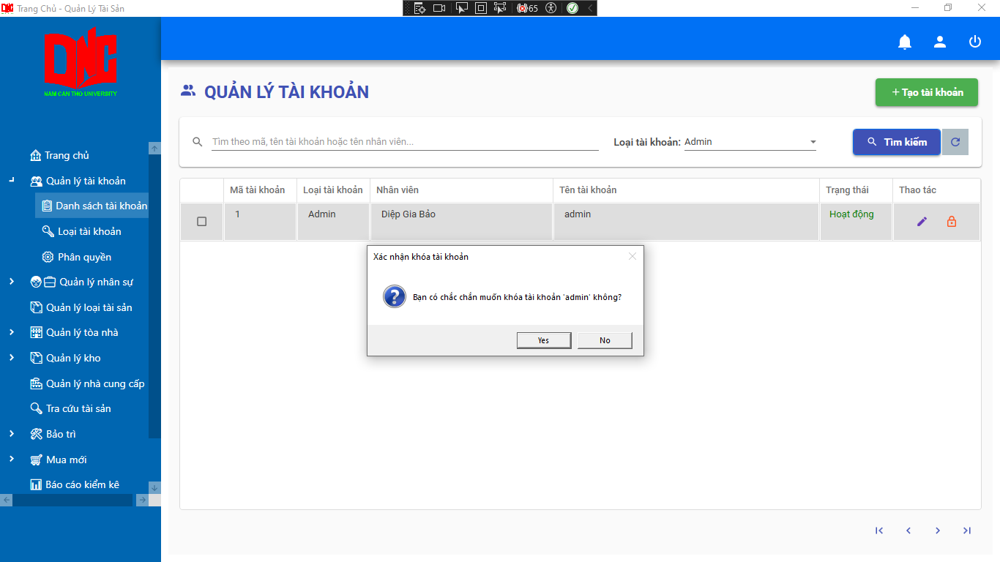 Trang Chủ - Quản Lý Tài Sản
65
DNC
NAM CAN THO UNIVERSITY
Trang chủ
Quản lý tài khoản
Danh sách tài khoản
Loại tài khoản
Phân quyền
Quản lý nhân sự
Quản lý loại tài sản
Quản lý tòa nhà
Quản lý kho
Quản lý nhà cung cấp
Tra cứu tài sản
Bảo trì
Mua mới
Báo cáo kiểm kê
QUẢN LÝ TÀI KHOẢN
+ Tạo tài khoản
Tìm theo mã, tên tài khoản hoặc tên nhân viên...
Loại tài khoản: Admin
Tìm kiếm
Mã tài khoản Loại tài khoản Nhân viên Tên tài khoản Trạng thái Thao tác
1 Admin Diệp Gia Bảo admin Hoạt động
Xác nhận khóa tài khoản
Bạn có chắc chắn muốn khóa tài khoản 'admin' không?
Yes No